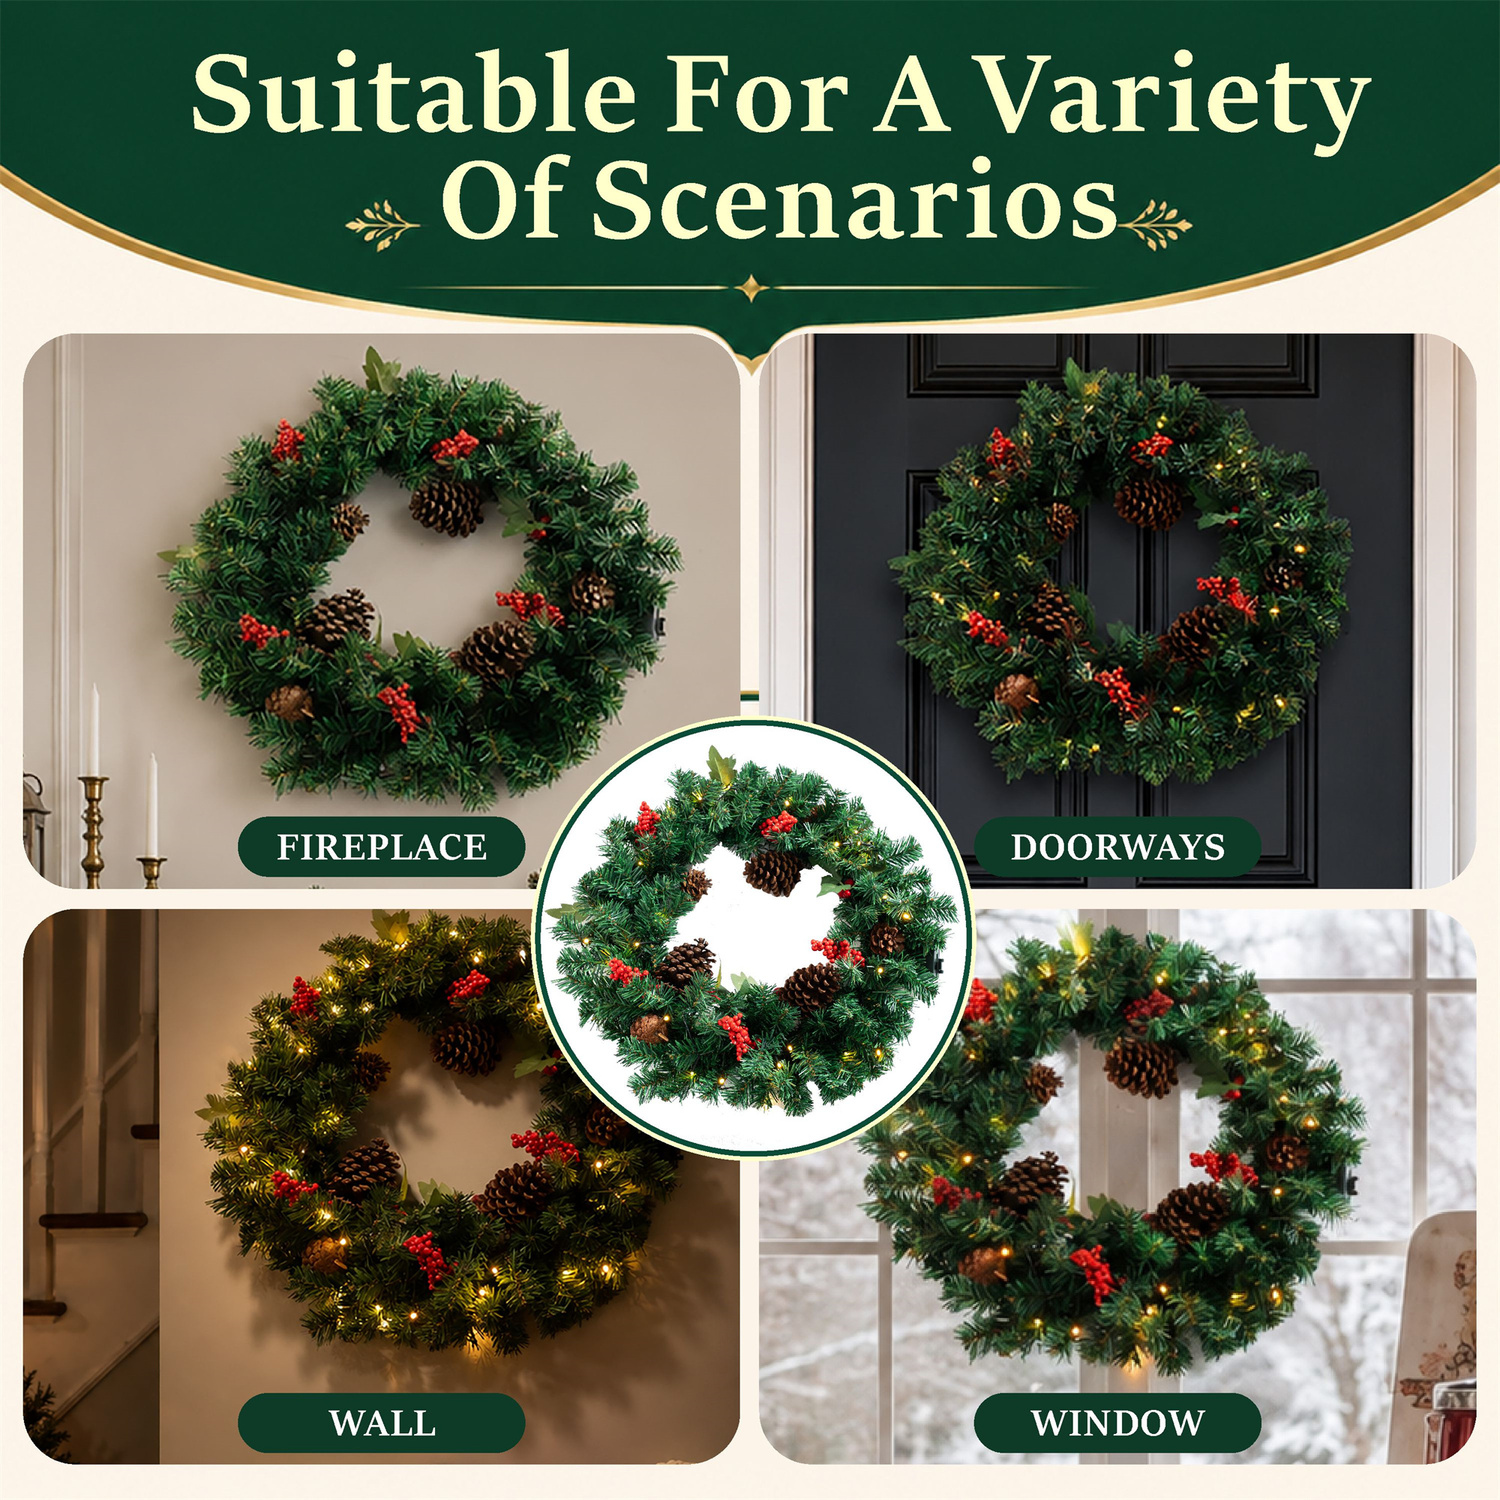 Suitable For A Variety
Of Scenarios
FIREPLACE
DOORWAYS
WALL
WINDOW